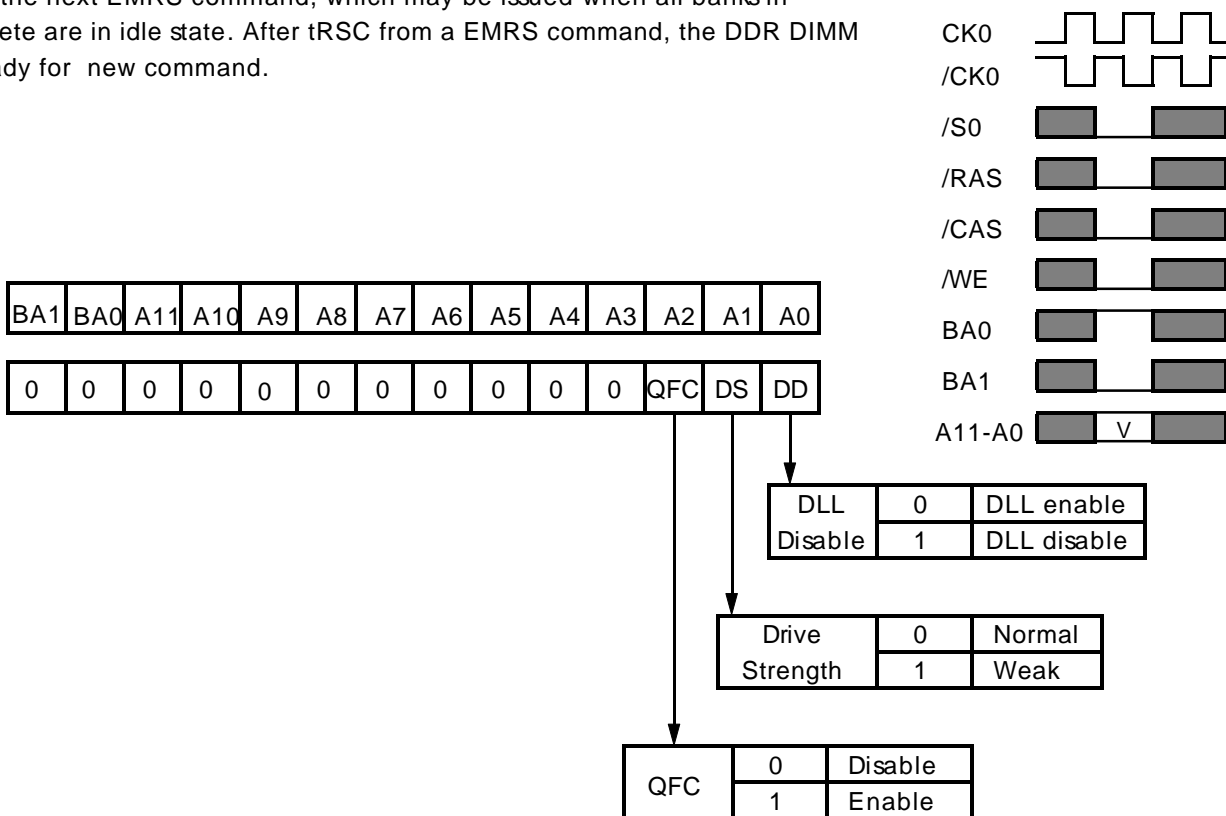 the next EMRS command, which may be issued when all banks in
ete are in idle state. After tRSC from a EMRS command, the DDR DIMM
ady for new command.
CK0
/CK0
/S0
/RAS
/CAS
/WE
BA0
BA1
A11-A0 V
BA1 BA0 A11 A10 A9 A8 A7 A6 A5 A4 A3 A2 A1 A0
0 0 0 0 0 0 0 0 0 0 0 QFC DS DD
DLL Disable
0 DLL enable
1 DLL disable
Drive Strength
0 Normal
1 Weak
QFC
0 Disable
1 Enable